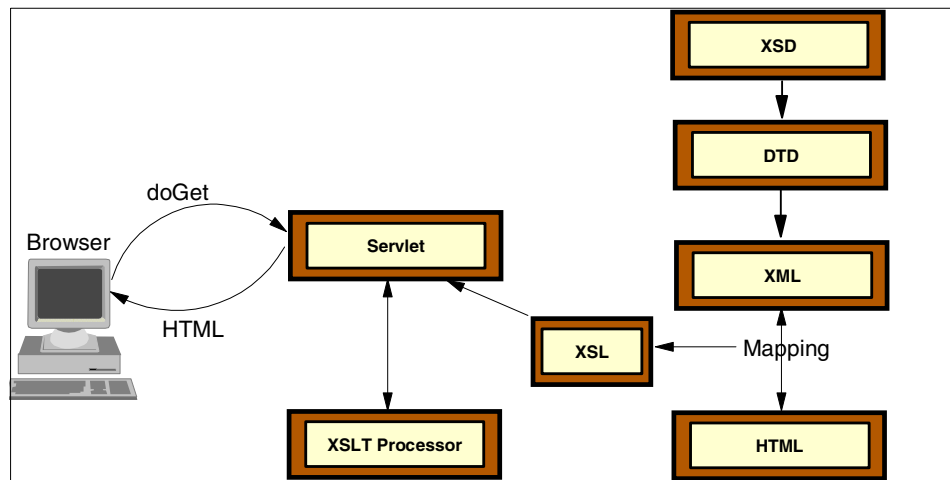 XSD
DTD
doGet
Browser
Servlet
XML
HTML
XSL
Mapping
XSLT Processor
HTML